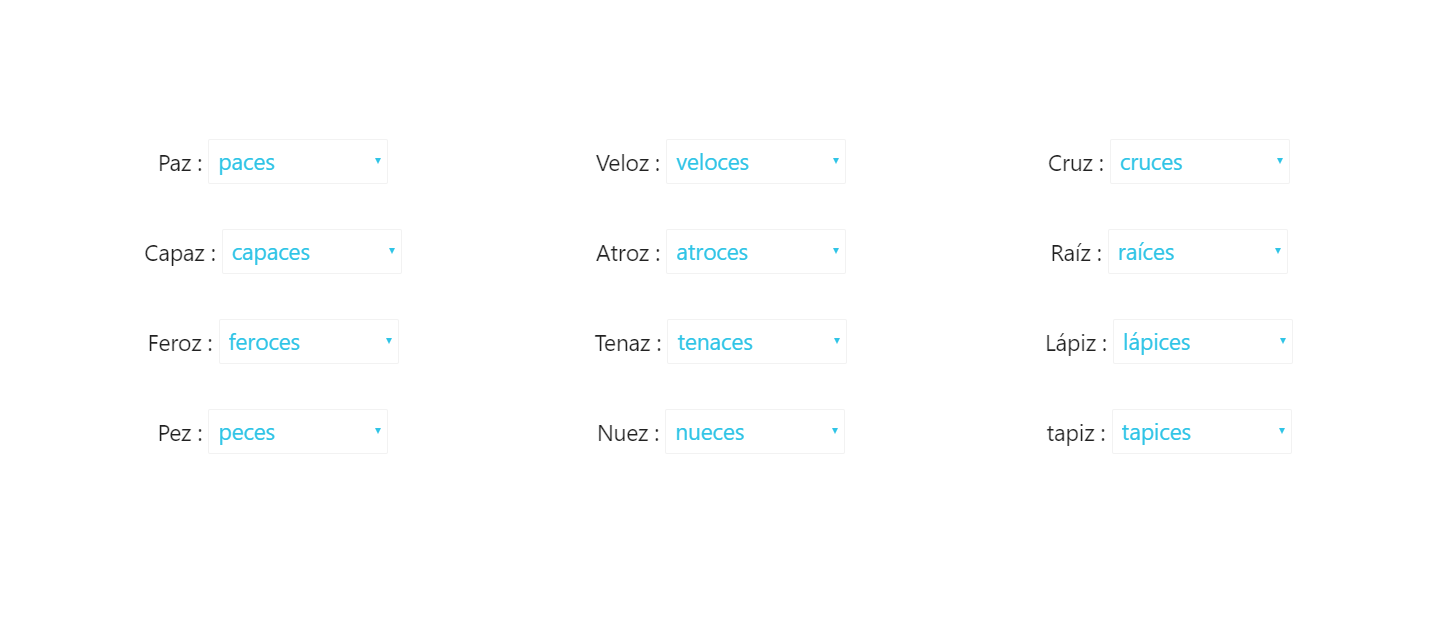 Paz : paces Veloz : veloces Cruz : cruces
Capaz : capaces Atroz : atroces Raíz : raíces
Feroz : feroces Tenaz : tenaces Lápiz : lápices
Pez : peces Nuez : nueces tapiz : tapices